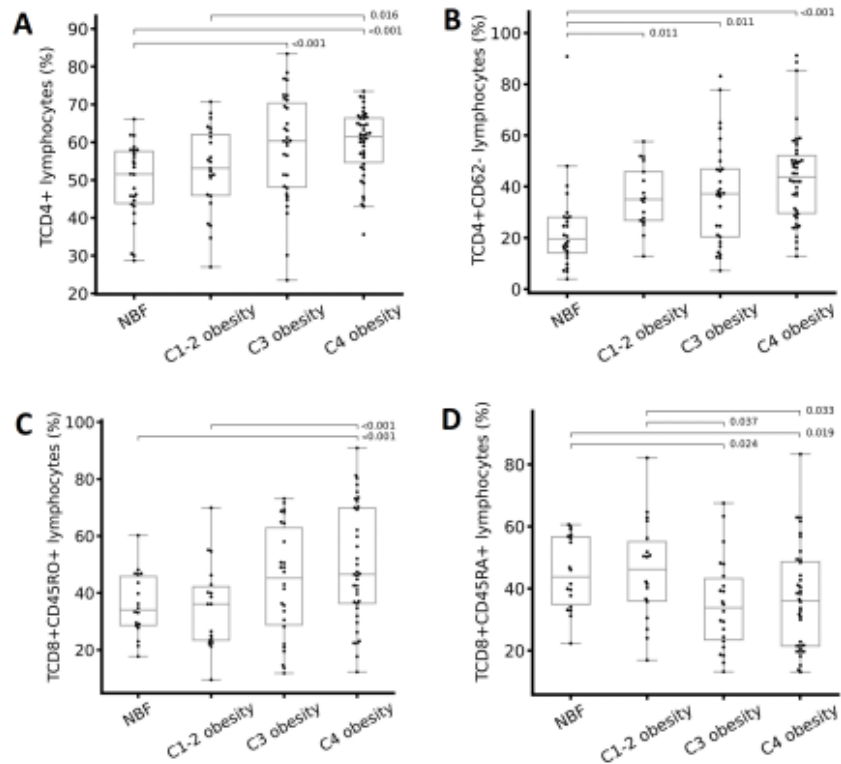 A
TCD4+ lymphocytes (%)
90
80
70
60
50
40
30
20
0.016
<0.001
<0.001
NBF
C1-2 obesity
C3 obesity
C4 obesity
B
TCD4+CD62- lymphocytes (%)
100
80
60
40
20
0
<0.001
0.011
0.011
NBF
C1-2 obesity
C3 obesity
C4 obesity
C
TCD8+CD45RO+ lymphocytes (%)
100
80
60
40
20
<0.001
<0.001
NBF
C1-2 obesity
C3 obesity
C4 obesity
D
TCD8+CD45RA+ lymphocytes (%)
80
60
40
20
0.033
0.037
0.019
0.024
NBF
C1-2 obesity
C3 obesity
C4 obesity